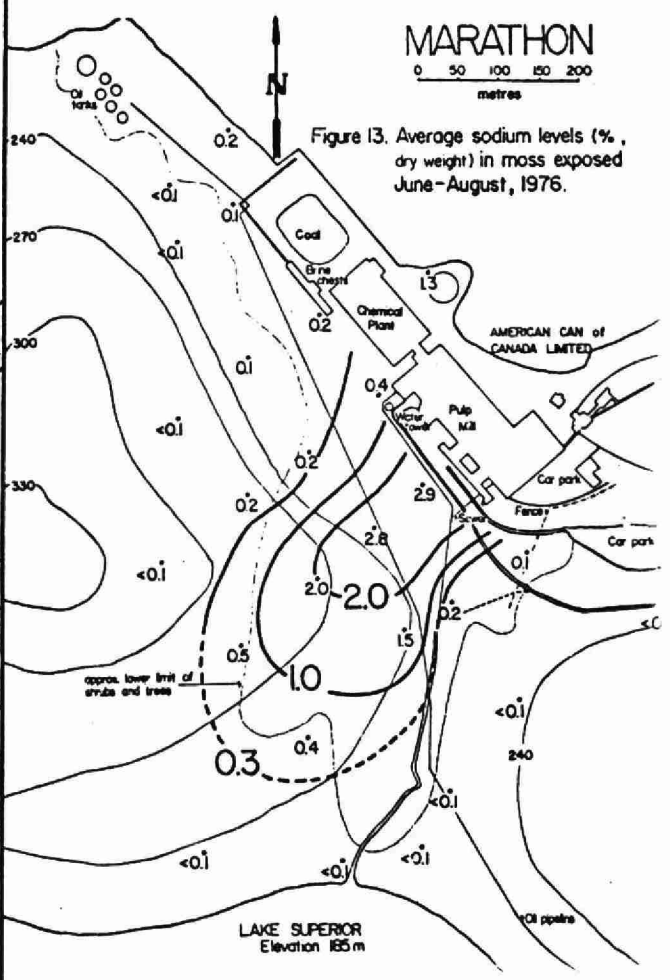 MARATHON
0 50 100 150 200
metres
N
Figure 13. Average sodium levels (%,
dry weight) in moss exposed
June-August, 1976.
Oil
tanks
240
0.2
<0.1
0.1
270
<0.1
Coal
Brine
1.3
Chemical
Plant
0.2
AMERICAN CAN of
CANADA LIMITED
300
0.1
0.4
Water
tower
Pulp
Mill
<0.1
0.2
Car park
330
0.2
2.9
Fence
2.8
Car park
<0.1
0.1
2.0
2.0
0.2
1.5
0.5
approx. lower limit of
shrubs and trees
1.0
<0.1
0.4
240
0.3
<0.1
<0.1
<0.1
<0.1
Oil pipeline
LAKE SUPERIOR
Elevation 185m